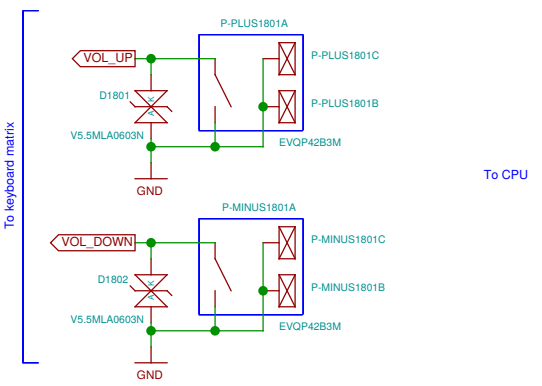 P-PLUS1801A
VOL_UP
P-PLUS1801C
D1801
A K
P-PLUS1801B
V5.5MLA0603N
EVQP42B3M
GND
To keyboard matrix
To CPU
P-MINUS1801A
VOL_DOWN
P-MINUS1801C
D1802
A K
P-MINUS1801B
V5.5MLA0603N
EVQP42B3M
GND